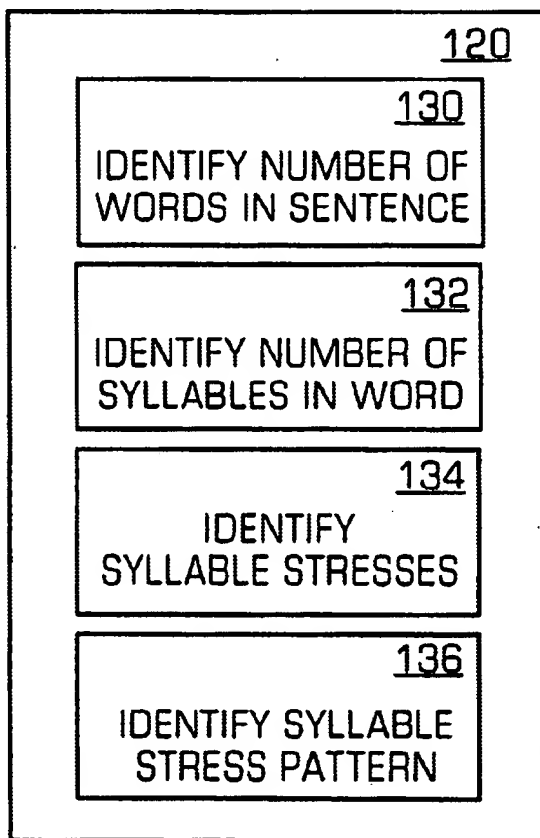 120
130
IDENTIFY NUMBER OF
WORDS IN SENTENCE
132
IDENTIFY NUMBER OF
SYLLABLES IN WORD
134
IDENTIFY
SYLLABLE STRESSES
136
IDENTIFY SYLLABLE
STRESS PATTERN